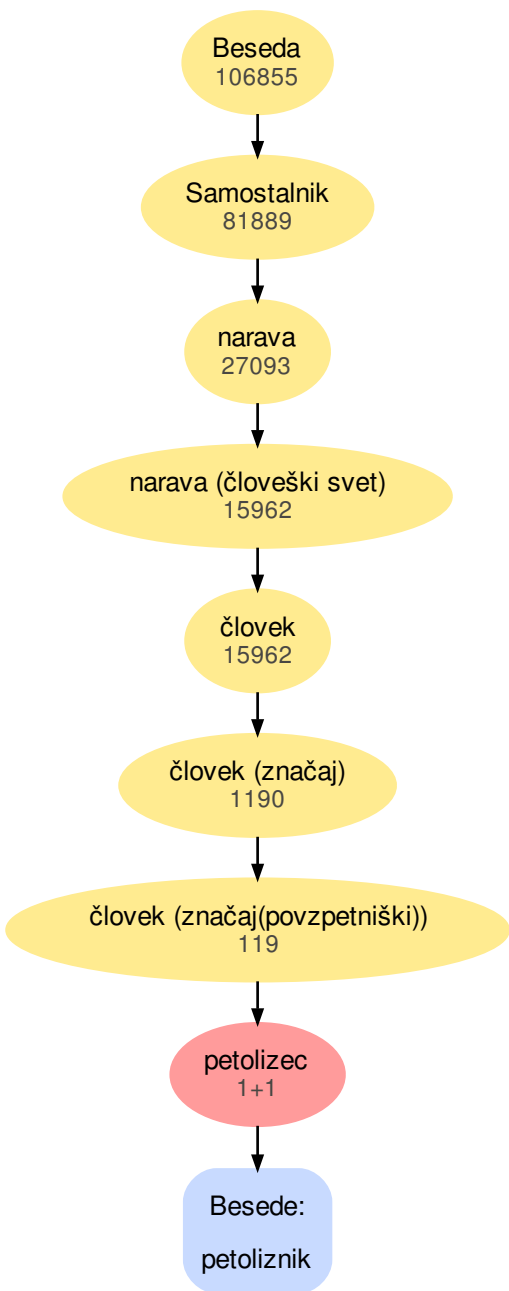 Beseda
106855
Samostalnik
81889
narava
27093
narava (človeški svet)
15962
človek
15962
človek (značaj)
1190
človek (značaj(povzpetniški))
119
petolizec
1+1
Besede:
petoliznik